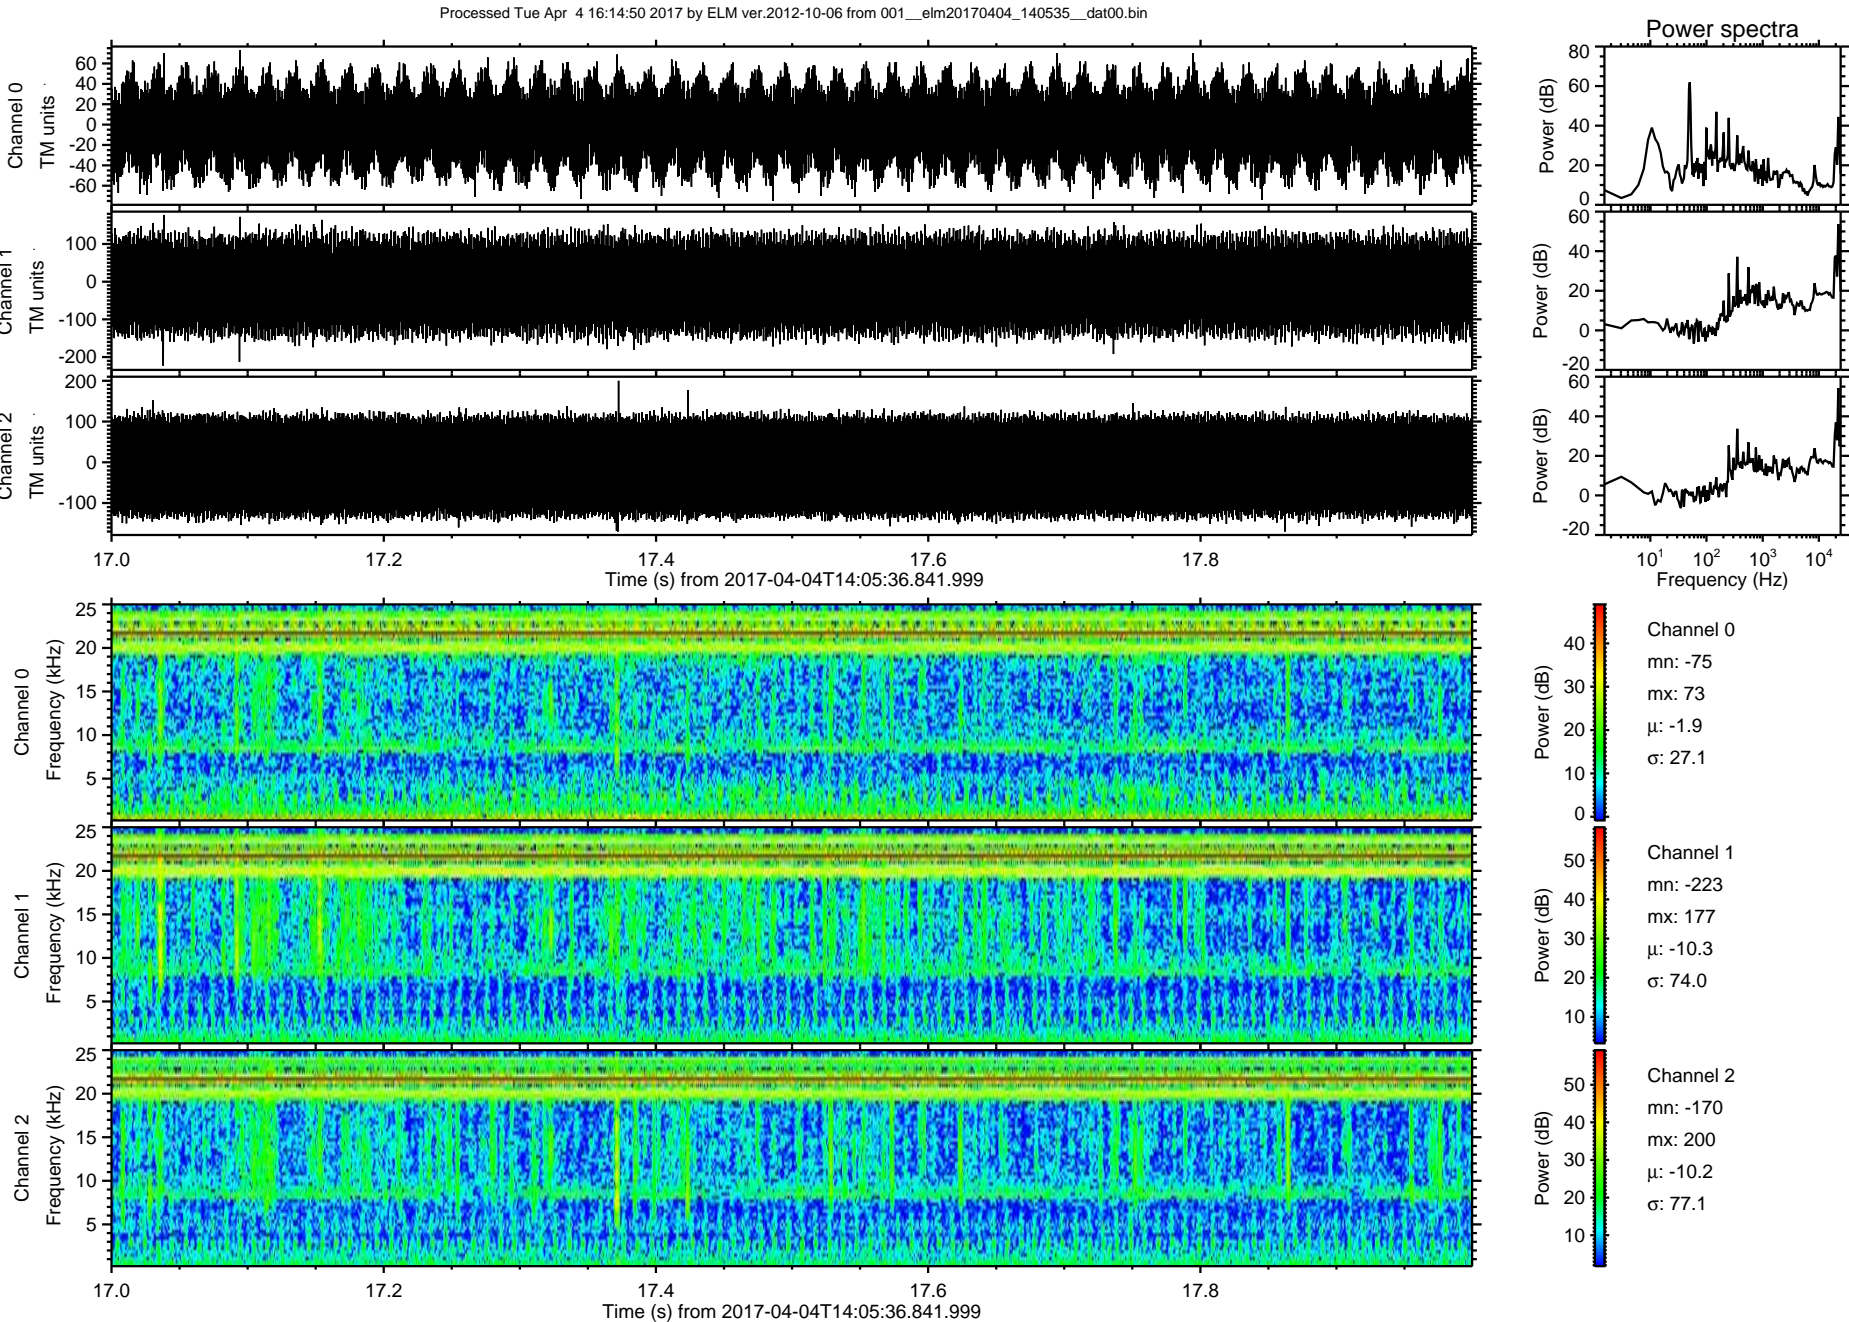 Processed Tue Apr  4 16:14:50 2017 by ELM ver.2012-10-06 from 001__elm20170404_140535__dat00.bin
Power spectra
Channel 0
TM units
60
40
20
0
-20
-40
-60
Power (dB)
80
60
40
20
0
Channel 1
TM units
100
0
-100
-200
Power (dB)
60
40
20
0
-20
Channel 2
TM units
200
100
0
-100
Power (dB)
60
40
20
0
-20
17.0 17.2 17.4 17.6 17.8
Time (s) from 2017-04-04T14:05:36.841.999
10^1 10^2 10^3 10^4
Frequency (Hz)
Channel 0
Frequency (kHz)
25
20
15
10
5
Power (dB)
40
30
20
10
0
Channel 0
mn: -75
mx: 73
μ: -1.9
σ: 27.1
Channel 1
Frequency (kHz)
25
20
15
10
5
Power (dB)
50
40
30
20
10
Channel 1
mn: -223
mx: 177
μ: -10.3
σ: 74.0
Channel 2
Frequency (kHz)
25
20
15
10
5
Power (dB)
50
40
30
20
10
Channel 2
mn: -170
mx: 200
μ: -10.2
σ: 77.1
17.0 17.2 17.4 17.6 17.8
Time (s) from 2017-04-04T14:05:36.841.999